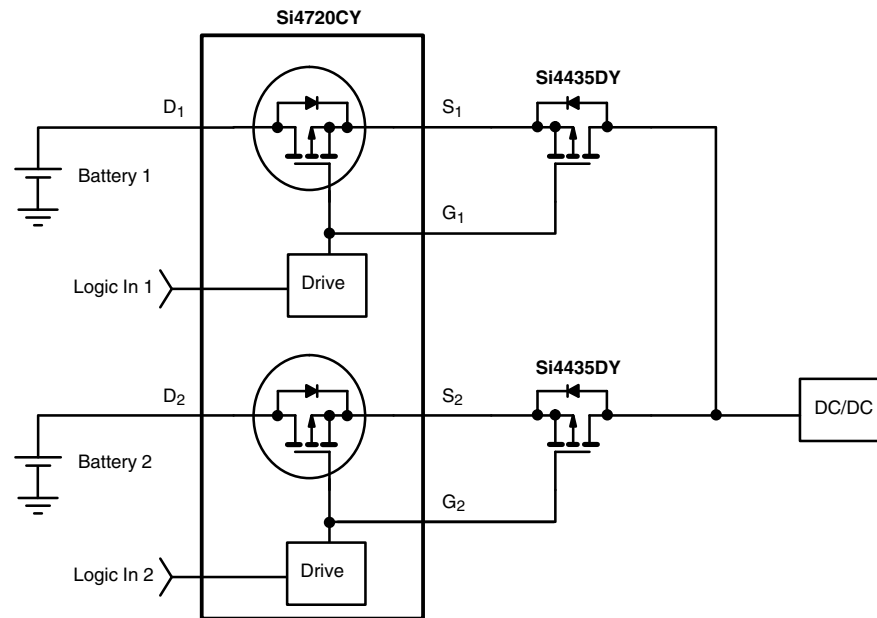 Si4720CY
Si4435DY
D1
S1
Battery 1
G1
Logic In 1
Drive
Si4435DY
D2
S2
DC/DC
Battery 2
G2
Logic In 2
Drive